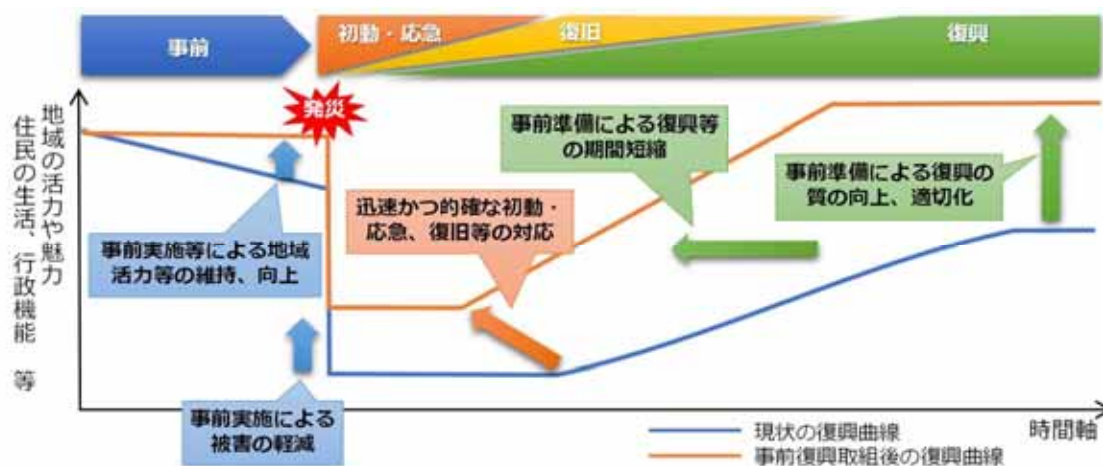 事前
初動・応急
復旧
復興
発災
地域の活力や魅力
住民の生活、行政機能 等
事前準備による復興等
の期間短縮
事前準備による復興の
質の向上、適切化
迅速かつ的確な初動・
応急、復旧等の対応
事前実施等による地域
活力等の維持、向上
事前実施による
被害の軽減
時間軸
現状の復興曲線
事前復興取組後の復興曲線